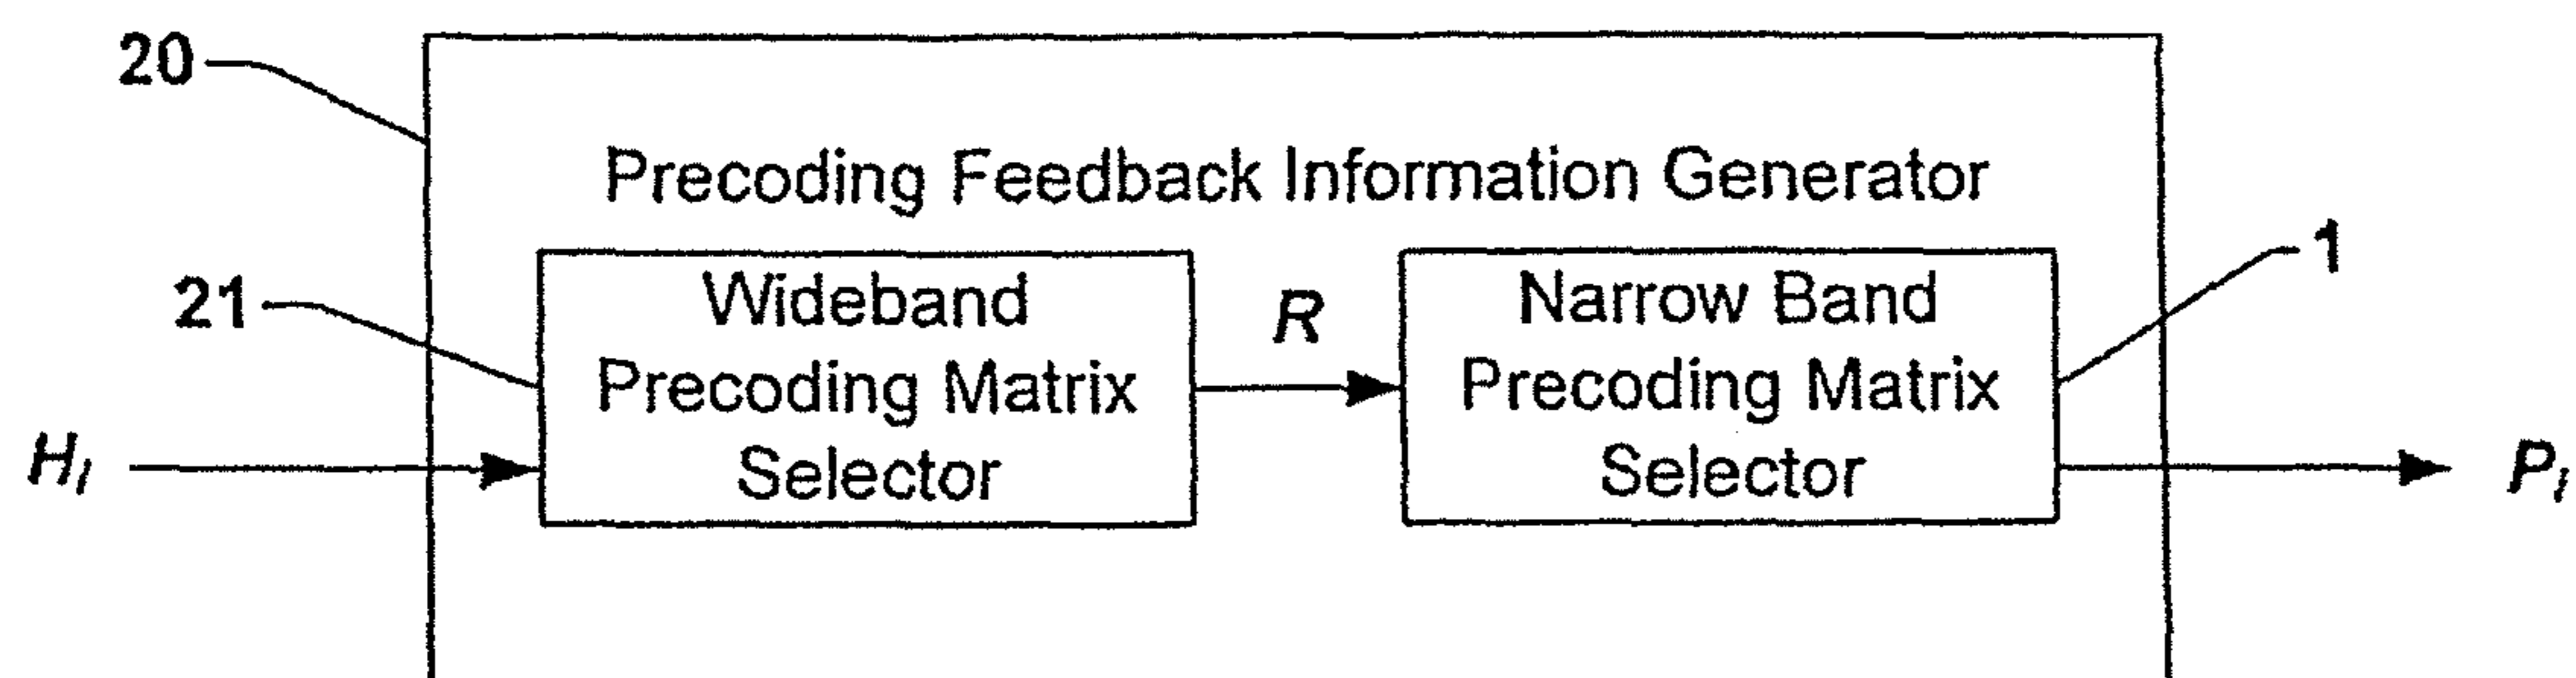 20
Precoding Feedback Information Generator
21
Wideband
Precoding Matrix
Selector
R
Narrow Band
Precoding Matrix
Selector
1
H_l
P_l